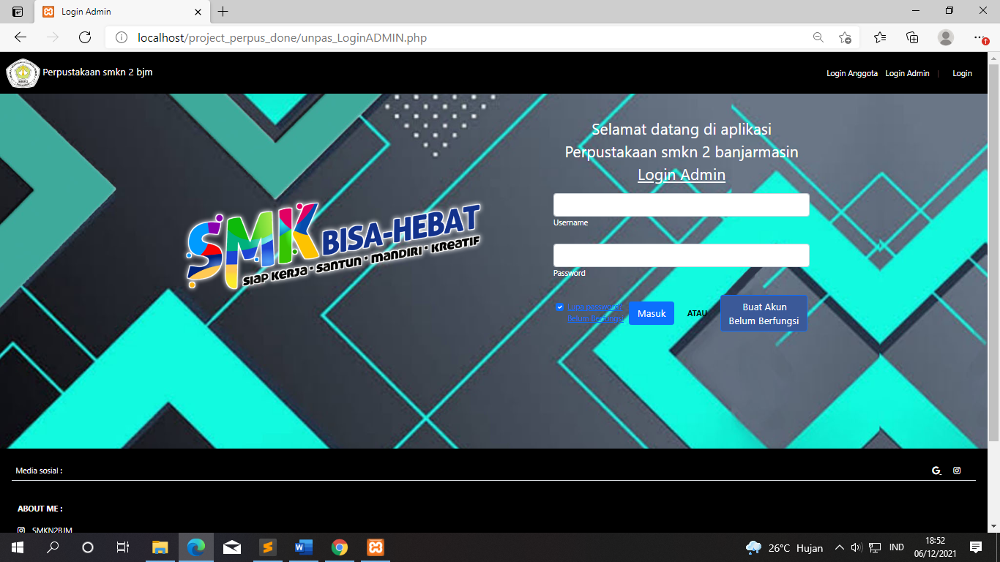 Login Admin
localhost/project_perpus_done/unpas_LoginADMIN.php
Perpustakaan smkn 2 bjm
Login Anggota Login Admin | Login
Selamat datang di aplikasi
Perpustakaan smkn 2 banjarmasin
Login Admin
Username
Password
SMK BISA-HEBAT
SIAP KERJA · SANTUN · MANDIRI · KREATIF
Lupa password?
Belum Berfungsi
Masuk
ATAU
Buat Akun
Belum Berfungsi
Media sosial :
ABOUT ME :
SMKN2BJM
26°C Hujan
IND
18:52
06/12/2021